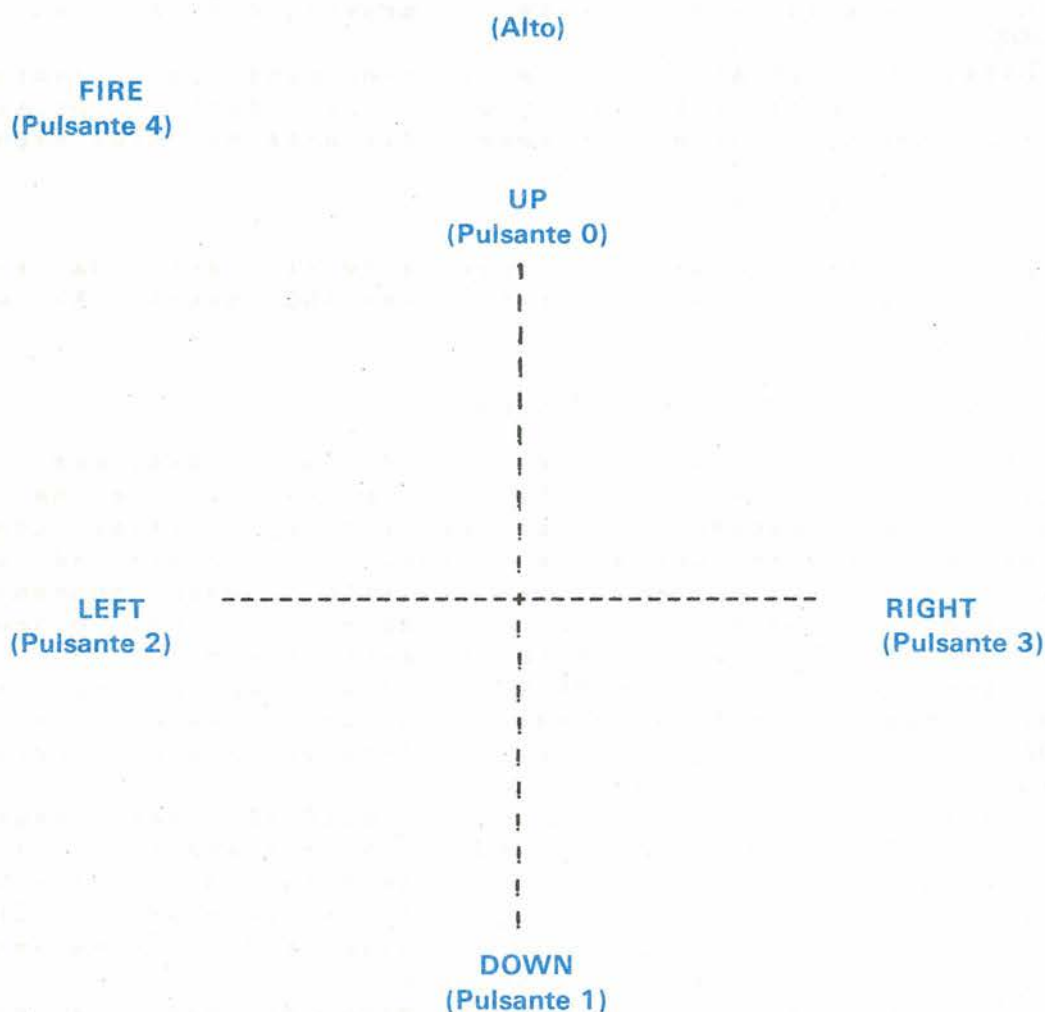 (Alto)
FIRE
(Pulsante 4)
UP
(Pulsante 0)
LEFT
(Pulsante 2)
RIGHT
(Pulsante 3)
DOWN
(Pulsante 1)